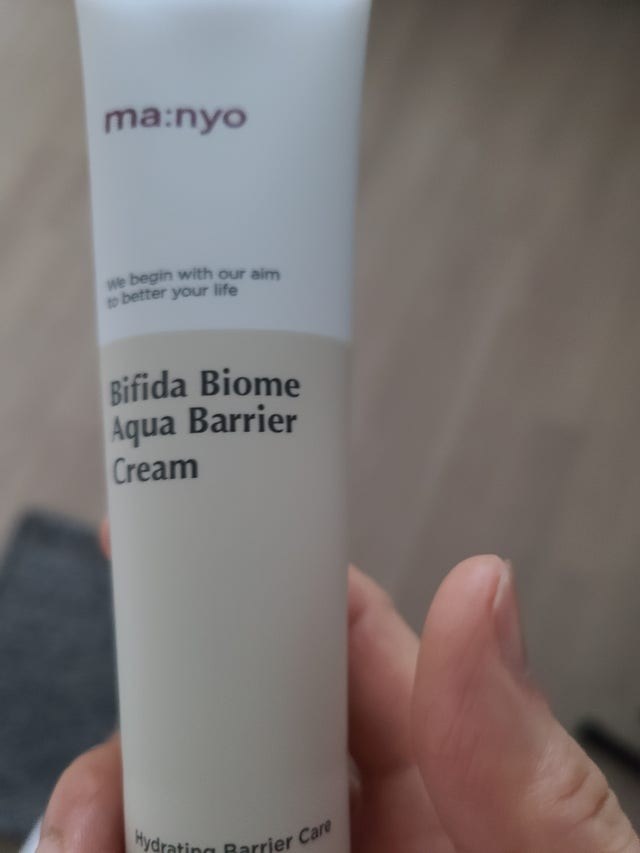 ma:nyo
We begin with our aim
to better your life
Bifida Biome
Aqua Barrier
Cream
Hydrating Barrier Care